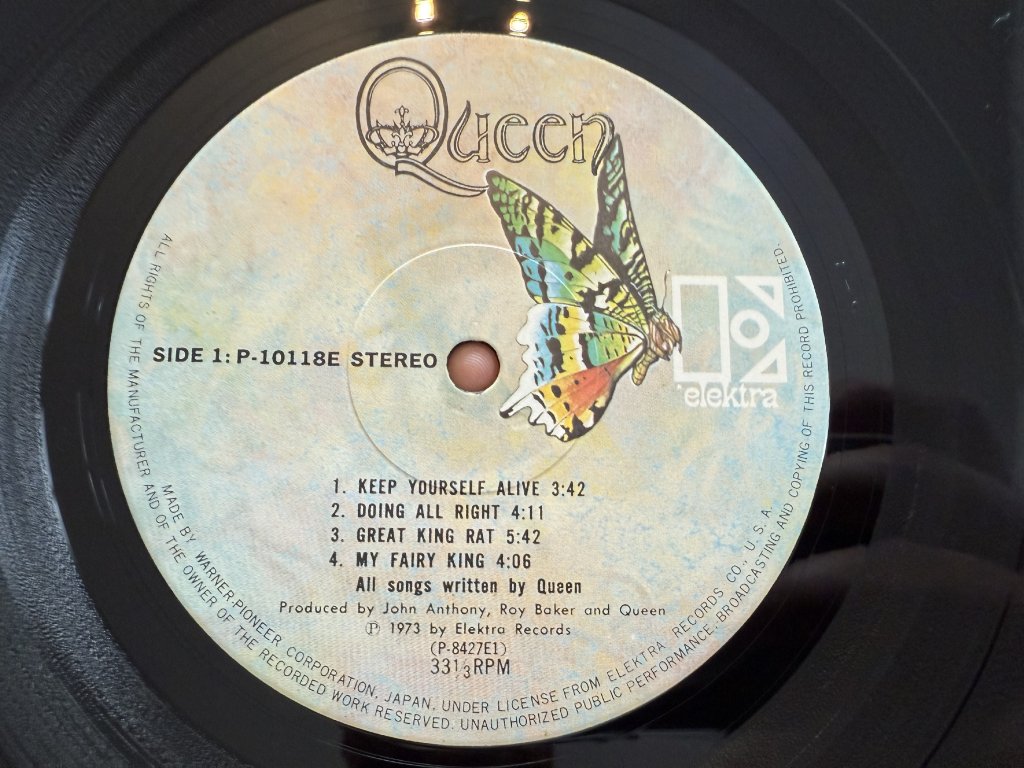 Queen
elektra
SIDE 1: P-10118E STEREO
1. KEEP YOURSELF ALIVE 3:42
2. DOING ALL RIGHT 4:11
3. GREAT KING RAT 5:42
4. MY FAIRY KING 4:06
All songs written by Queen
Produced by John Anthony, Roy Baker and Queen
℗ 1973 by Elektra Records
(P-8427E1)
33 1/3 RPM
MADE BY WARNER-PIONEER CORPORATION, JAPAN, UNDER LICENSE FROM ELEKTRA RECORDS CO., U.S.A.
ALL RIGHTS OF THE MANUFACTURER AND OF THE OWNER OF THE RECORDED WORK RESERVED. UNAUTHORIZED PUBLIC PERFORMANCE, BROADCASTING AND COPYING OF THIS RECORD PROHIBITED.